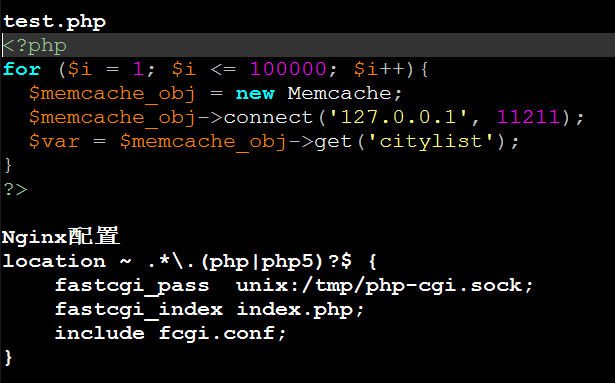 test.php
<?php
for ($i = 1; $i <= 100000; $i++){
  $memcache_obj = new Memcache;
  $memcache_obj->connect('127.0.0.1', 11211);
  $var = $memcache_obj->get('citylist');
}
?>
Nginx配置
location ~ .*\.(php|php5)?$ {
    fastcgi_pass  unix:/tmp/php-cgi.sock;
    fastcgi_index index.php;
    include fcgi.conf;
}